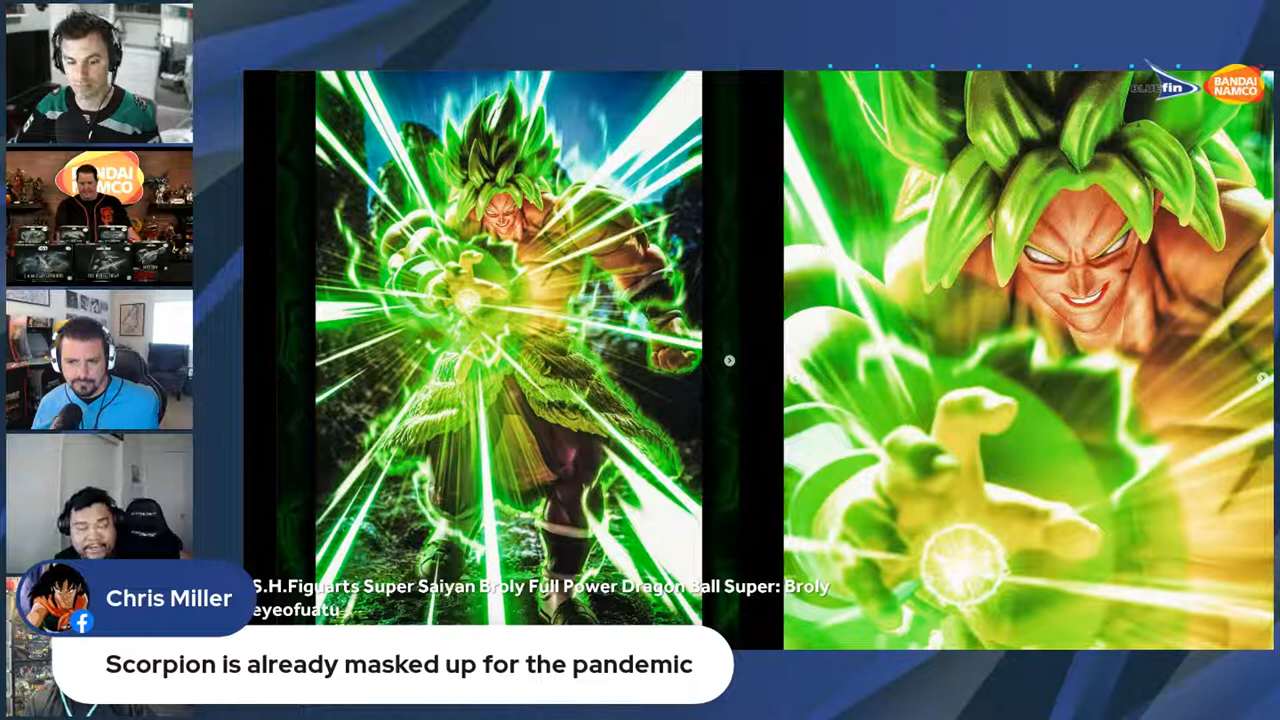 BLUEfin
BANDAI
NAMCO
BANDAI
NAMCO
S.H.Figuarts Super Saiyan Broly Full Power Dragon Ball Super: Broly
eyeofuatu
Chris Miller
Scorpion is already masked up for the pandemic